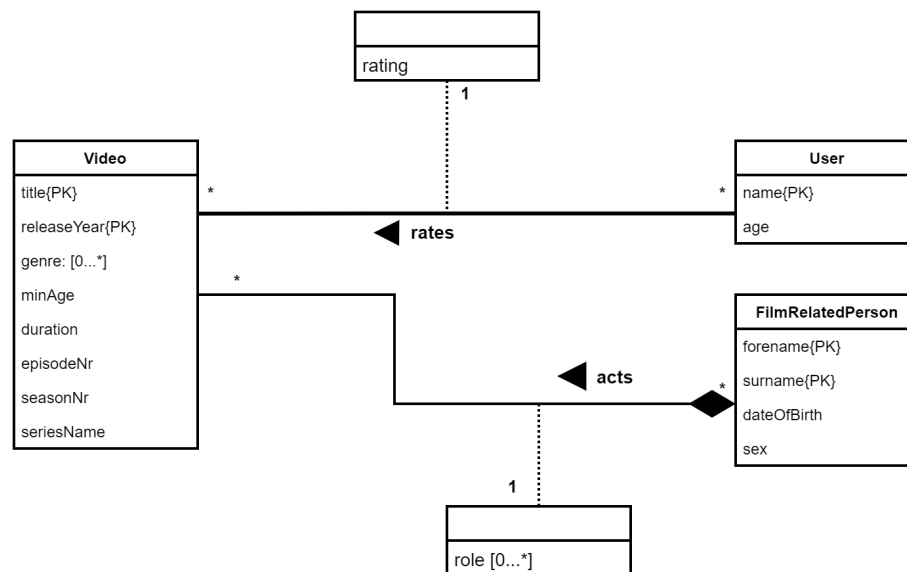 rating
1
Video
title{PK}
releaseYear{PK}
genre: [0...*]
minAge
duration
episodeNr
seasonNr
seriesName
*
*
rates
User
name{PK}
age
*
acts
*
FilmRelatedPerson
forename{PK}
surname{PK}
dateOfBirth
sex
1
role [0...*]